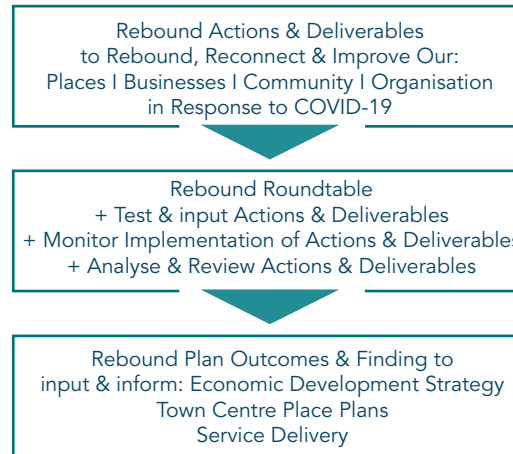 Rebound Actions & Deliverables
to Rebound, Reconnect & Improve Our:
Places I Businesses I Community I Organisation
in Response to COVID-19
Rebound Roundtable
+ Test & input Actions & Deliverables
+ Monitor Implementation of Actions & Deliverables
+ Analyse & Review Actions & Deliverables
Rebound Plan Outcomes & Finding to
input & inform: Economic Development Strategy
Town Centre Place Plans
Service Delivery